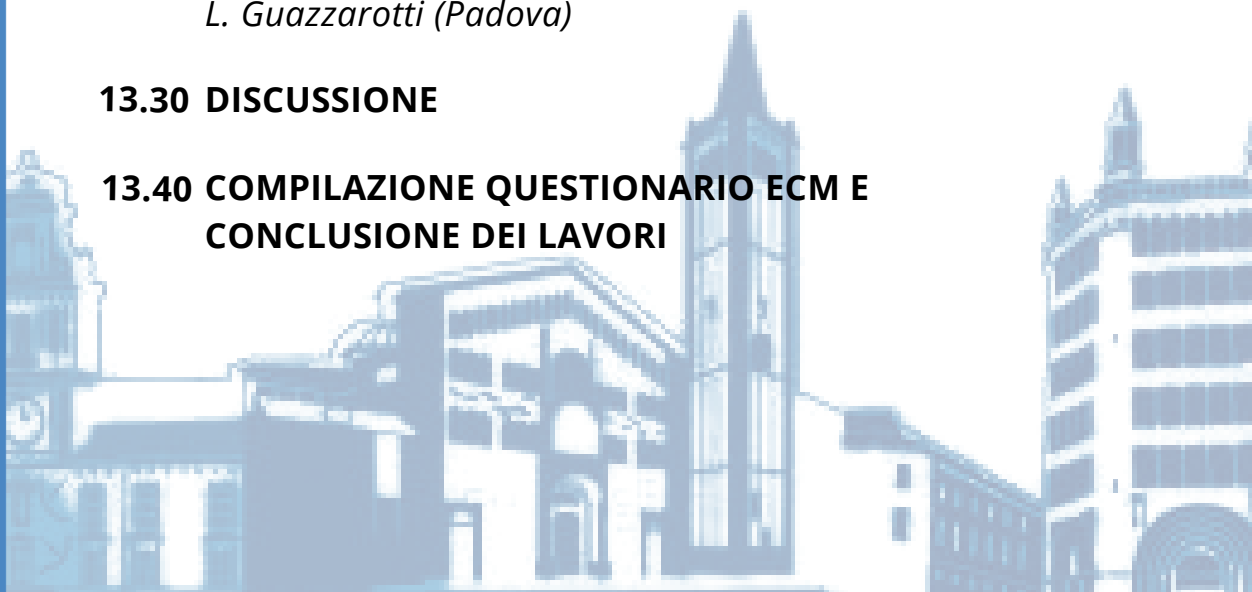 L. Guazzarotti (Padova)
13.30 DISCUSSIONE
13.40 COMPILAZIONE QUESTIONARIO ECM E
CONCLUSIONE DEI LAVORI